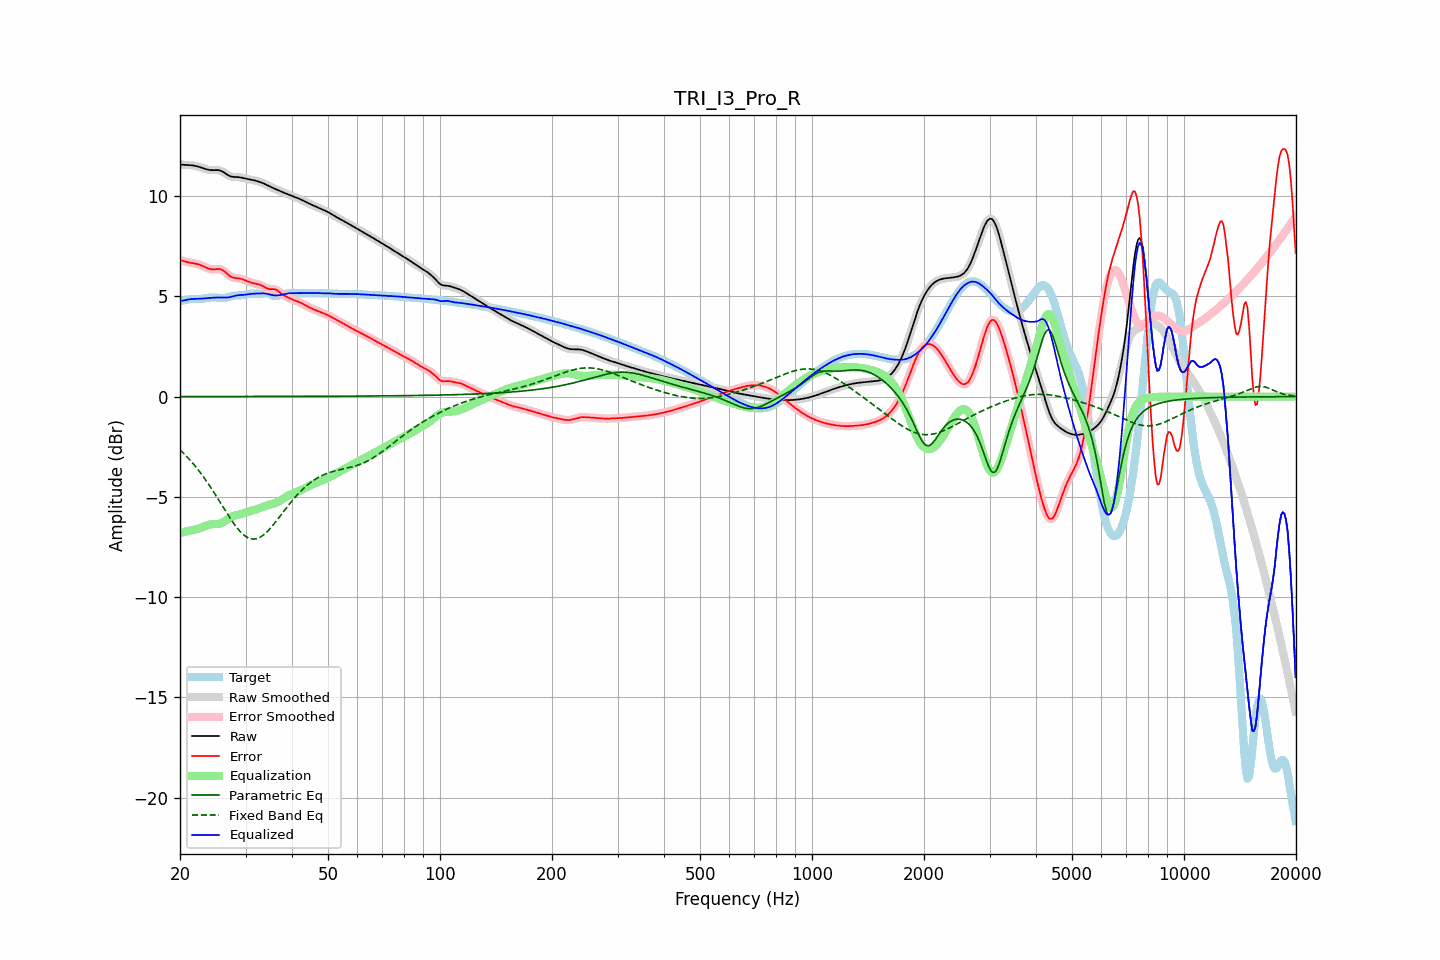 TRI_I3_Pro_R
10
5
0
−5
−10
−15
−20
Amplitude (dBr)
Target
Raw Smoothed
Error Smoothed
Raw
Error
Equalization
Parametric Eq
Fixed Band Eq
Equalized
20 50 100 200 500 1000 2000 5000 10000 20000
Frequency (Hz)